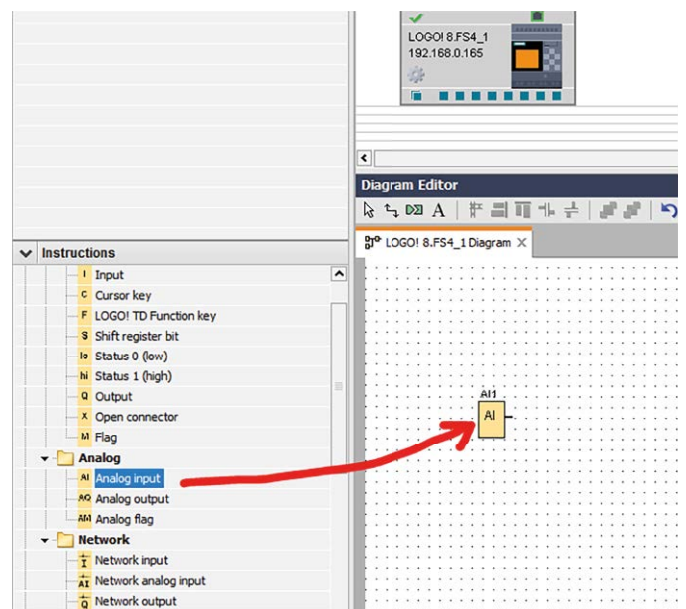 LOGO! 8.FS4_1
192.168.0.165
Diagram Editor
A
LOGO! 8.FS4_1 Diagram X
Instructions
I Input
C Cursor key
F LOGO! TD Function key
S Shift register bit
lo Status 0 (low)
hi Status 1 (high)
Q Output
X Open connector
M Flag
Analog
AI Analog input
AQ Analog output
AM Analog flag
Network
I Network input
AI Network analog input
Q Network output
AI1
AI